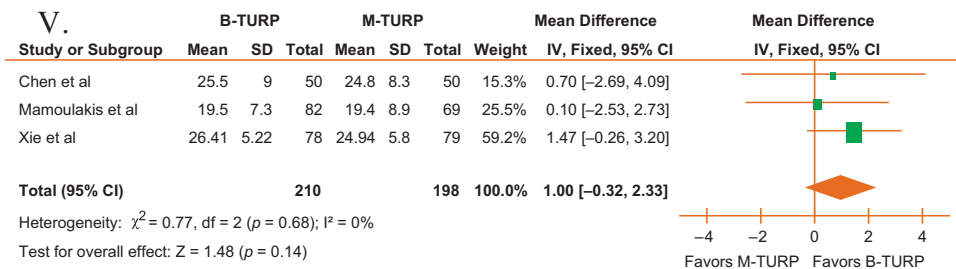 V.
B-TURP M-TURP Mean Difference Mean Difference
Study or Subgroup Mean SD Total Mean SD Total Weight IV, Fixed, 95% CI IV, Fixed, 95% CI
Chen et al 25.5 9 50 24.8 8.3 50 15.3% 0.70 [–2.69, 4.09]
Mamoulakis et al 19.5 7.3 82 19.4 8.9 69 25.5% 0.10 [–2.53, 2.73]
Xie et al 26.41 5.22 78 24.94 5.8 79 59.2% 1.47 [–0.26, 3.20]
Total (95% CI) 210 198 100.0% 1.00 [–0.32, 2.33]
Heterogeneity: χ² = 0.77, df = 2 (p = 0.68); I² = 0%
Test for overall effect: Z = 1.48 (p = 0.14)
–4 –2 0 2 4
Favors M-TURP Favors B-TURP